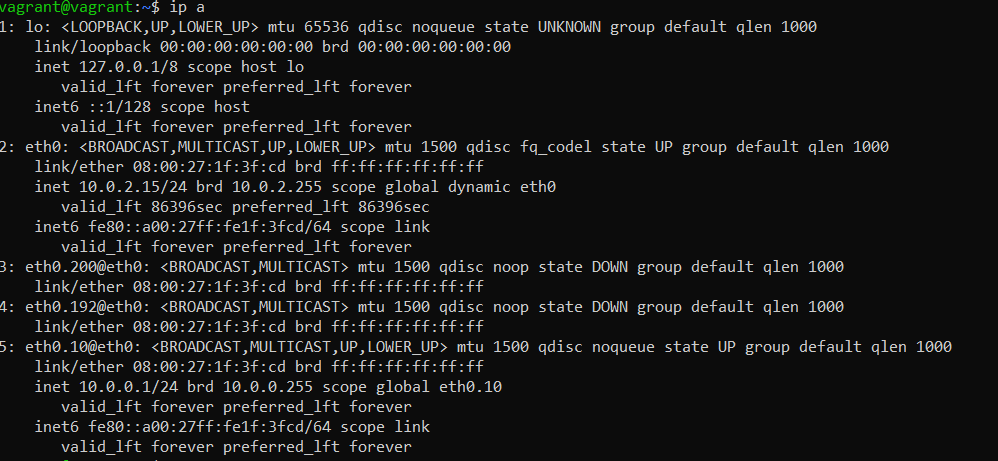 vagrant@vagrant:~$ ip a
1: lo: <LOOPBACK,UP,LOWER_UP> mtu 65536 qdisc noqueue state UNKNOWN group default qlen 1000
link/loopback 00:00:00:00:00:00 brd 00:00:00:00:00:00
inet 127.0.0.1/8 scope host lo
valid_lft forever preferred_lft forever
inet6 ::1/128 scope host
valid_lft forever preferred_lft forever
2: eth0: <BROADCAST,MULTICAST,UP,LOWER_UP> mtu 1500 qdisc fq_codel state UP group default qlen 1000
link/ether 08:00:27:1f:3f:cd brd ff:ff:ff:ff:ff:ff
inet 10.0.2.15/24 brd 10.0.2.255 scope global dynamic eth0
valid_lft 86396sec preferred_lft 86396sec
inet6 fe80::a00:27ff:fe1f:3fcd/64 scope link
valid_lft forever preferred_lft forever
3: eth0.200@eth0: <BROADCAST,MULTICAST> mtu 1500 qdisc noop state DOWN group default qlen 1000
link/ether 08:00:27:1f:3f:cd brd ff:ff:ff:ff:ff:ff
4: eth0.192@eth0: <BROADCAST,MULTICAST> mtu 1500 qdisc noop state DOWN group default qlen 1000
link/ether 08:00:27:1f:3f:cd brd ff:ff:ff:ff:ff:ff
5: eth0.10@eth0: <BROADCAST,MULTICAST,UP,LOWER_UP> mtu 1500 qdisc noqueue state UP group default qlen 1000
link/ether 08:00:27:1f:3f:cd brd ff:ff:ff:ff:ff:ff
inet 10.0.0.1/24 brd 10.0.0.255 scope global eth0.10
valid_lft forever preferred_lft forever
inet6 fe80::a00:27ff:fe1f:3fcd/64 scope link
valid_lft forever preferred_lft forever